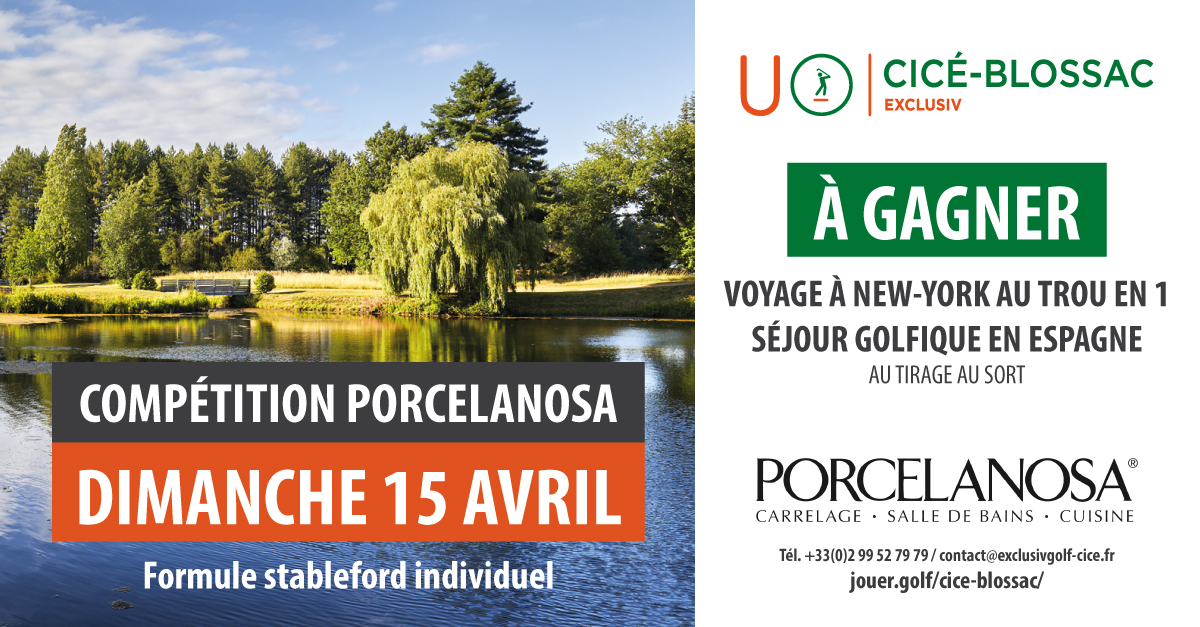 COMPÉTITION PORCELANOSA
DIMANCHE 15 AVRIL
Formule stableford individuel
UO CICÉ-BLOSSAC
EXCLUSIV
À GAGNER
VOYAGE À NEW-YORK AU TROU EN 1
SÉJOUR GOLFIQUE EN ESPAGNE
AU TIRAGE AU SORT
PORCELANOSA®
CARRELAGE · SALLE DE BAINS · CUISINE
Tél. +33(0)2 99 52 79 79 / contact@exclusivgolf-cice.fr
jouer.golf/cice-blossac/